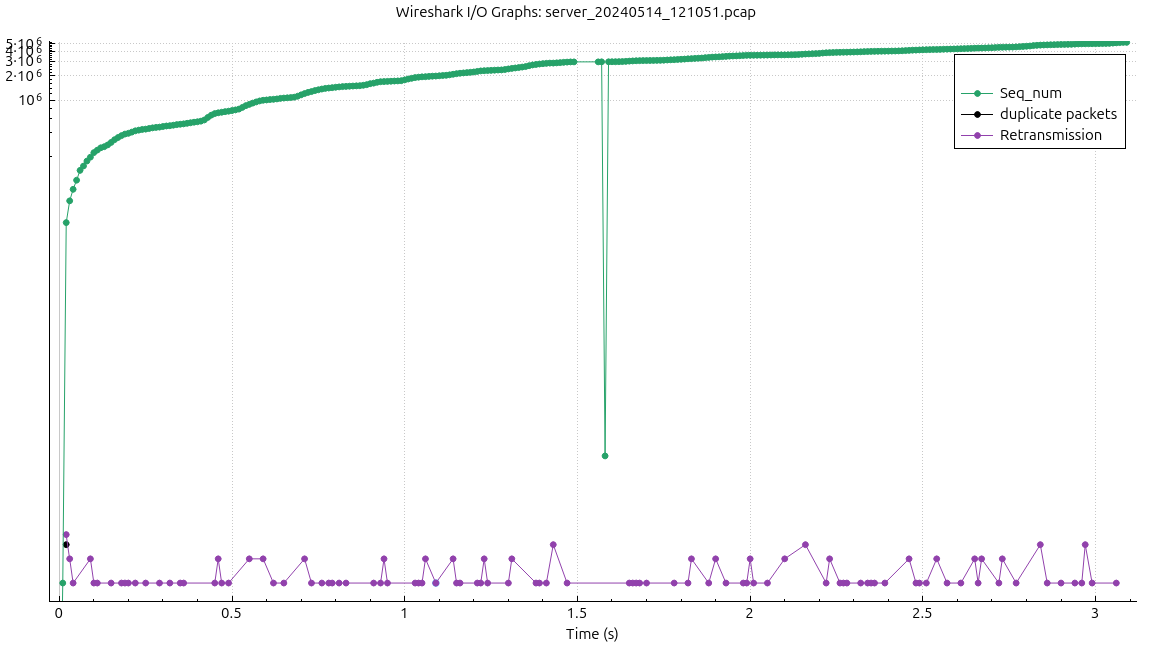 Wireshark I/O Graphs: server_20240514_121051.pcap
5·10⁶
4·10⁶
3·10⁶
2·10⁶
10⁶
Seq_num
duplicate packets
Retransmission
0 0.5 1 1.5 2 2.5 3
Time (s)